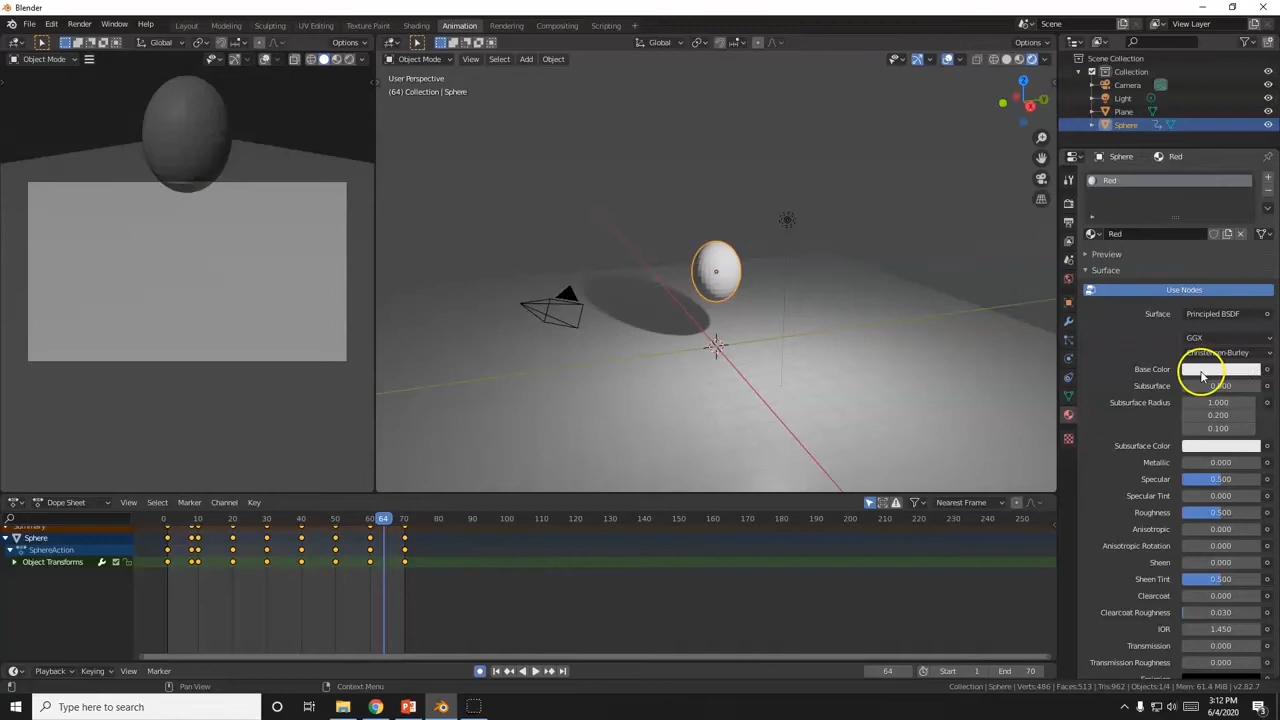 Blender
File Edit Render Window Help Layout Modeling Sculpting UV Editing Texture Paint Shading Animation Rendering Compositing Scripting + Scene View Layer
Global Options Global Options
Object Mode Object Mode View Select Add Object
User Perspective
(64) Collection | Sphere
Z
Y
X
Scene Collection
Collection
Camera
Light
Plane
Sphere
Sphere Red
Red
Red
Preview
Surface
Use Nodes
Surface Principled BSDF
GGX
Christensen-Burley
Base Color
Subsurface
Subsurface Radius 1.000
0.200
0.100
Subsurface Color
Metallic 0.000
Specular 0.500
Specular Tint 0.000
Roughness 0.500
Anisotropic 0.000
Anisotropic Rotation 0.000
Sheen 0.000
Sheen Tint 0.500
Clearcoat 0.000
Clearcoat Roughness 0.030
IOR 1.450
Transmission 0.000
Transmission Roughness 0.000
Dope Sheet View Select Marker Channel Key Nearest Frame
0 10 20 30 40 50 60 64 70 80 90 100 110 120 130 140 150 160 170 180 190 200 210 220 230 240 250
Summary
Sphere
SphereAction
Object Transforms
Playback Keying View Marker 64 Start 1 End 70
Pan View Context Menu Collection | Sphere | Verts:486 | Faces:513 | Tris:962 | Objects:1/4 | Mem: 61.4 MiB | v2.82.7
Type here to search
3:12 PM
6/4/2020